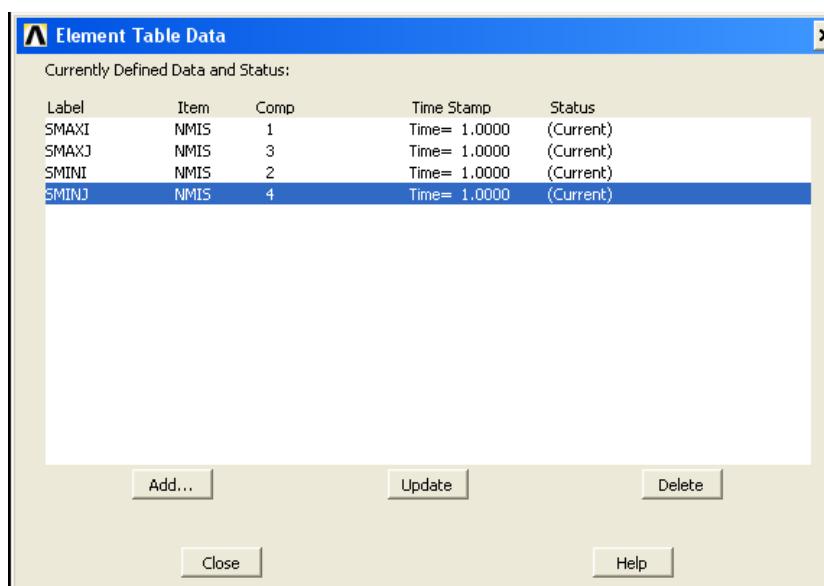 Element Table Data
Currently Defined Data and Status:
Label Item Comp Time Stamp Status
SMAXI NMIS 1 Time= 1.0000 (Current)
SMAXJ NMIS 3 Time= 1.0000 (Current)
SMINI NMIS 2 Time= 1.0000 (Current)
SMINJ NMIS 4 Time= 1.0000 (Current)
Add... Update Delete
Close Help